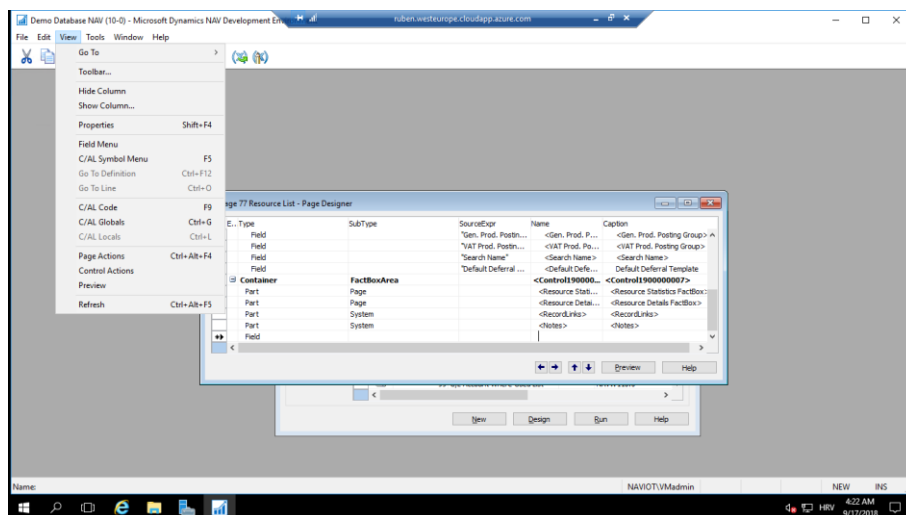 Demo Database NAV (10-0) - Microsoft Dynamics NAV Development En
ruben.westeurope.cloudapp.azure.com
File Edit View Tools Window Help
Go To
Toolbar...
Hide Column
Show Column...
Properties Shift+F4
Field Menu
C/AL Symbol Menu F5
Go To Definition Ctrl+F12
Go To Line Ctrl+O
C/AL Code F9
C/AL Globals Ctrl+G
C/AL Locals Ctrl+L
Page Actions Ctrl+Alt+F4
Control Actions
Preview
Refresh Ctrl+Alt+F5
age 77 Resource List - Page Designer
E.. Type SubType SourceExpr Name Caption
Field "Gen. Prod. Postin... <Gen. Prod. P... <Gen. Prod. Posting Group>
Field "VAT Prod. Postin... <VAT Prod. Po... <VAT Prod. Posting Group>
Field "Search Name" <Search Name> <Search Name>
Field "Default Deferral ... <Default Defe... Default Deferral Template
Container FactBoxArea <Control19000... <Control1900000007>
Part Page <Resource Stati... <Resource Statistics FactBox>
Part Page <Resource Detai... <Resource Details FactBox>
Part System <RecordLinks> <RecordLinks>
Part System <Notes> <Notes>
Field
Preview Help
New Design Run Help
Name: NAVIOT\VMadmin NEW INS
HRV 4:22 AM
9/17/2018